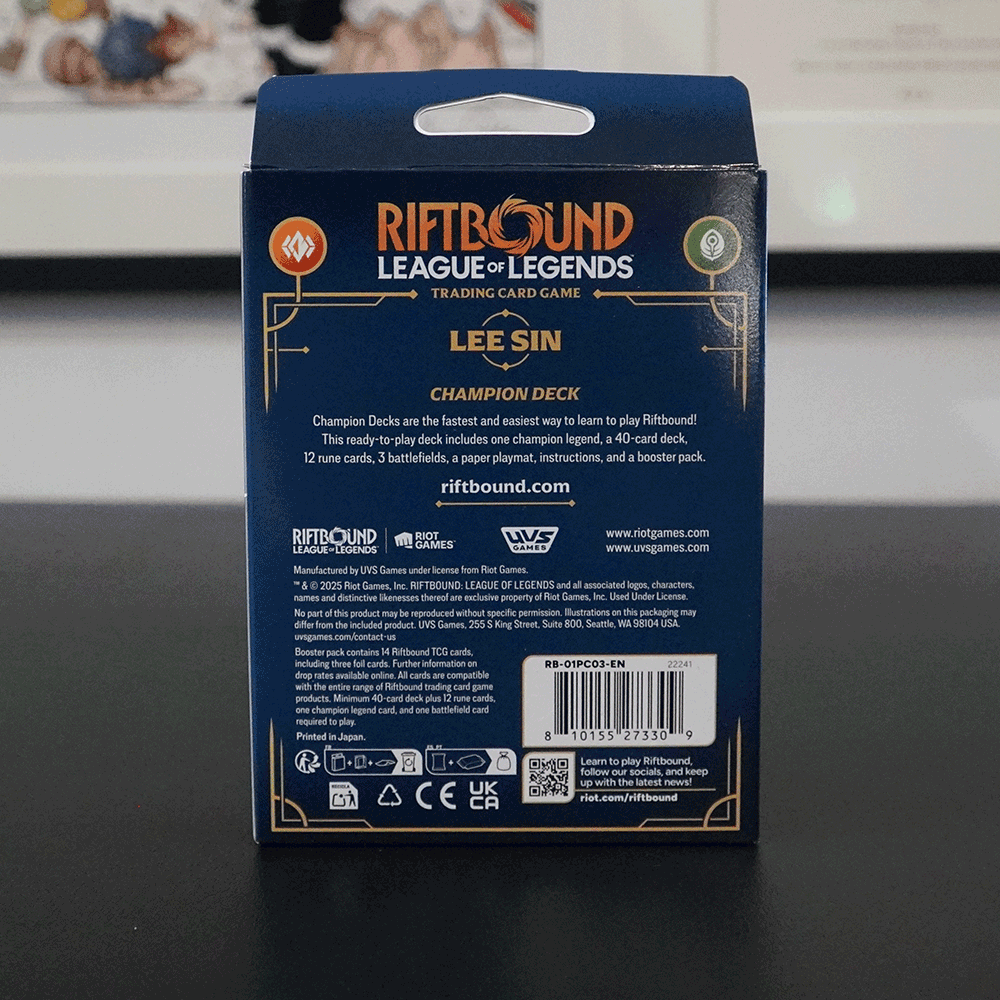 RIFTBOUND
LEAGUE OF LEGENDS
TRADING CARD GAME
LEE SIN
CHAMPION DECK
Champion Decks are the fastest and easiest way to learn to play Riftbound!
This ready-to-play deck includes one champion legend, a 40-card deck,
12 rune cards, 3 battlefields, a paper playmat, instructions, and a booster pack.
riftbound.com
RIFTBOUND
LEAGUE OF LEGENDS
RIOT
GAMES
UVS
GAMES
www.riotgames.com
www.uvsgames.com
Manufactured by UVS Games under license from Riot Games.
™ & © 2025 Riot Games, Inc. RIFTBOUND: LEAGUE OF LEGENDS and all associated logos, characters,
names and distinctive likenesses thereof are exclusive property of Riot Games, Inc. Used Under License.
No part of this product may be reproduced without specific permission. Illustrations on this packaging may
differ from the included product. UVS Games, 255 S King Street, Suite 800, Seattle, WA 98104 USA.
uvsgames.com/contact-us
Booster pack contains 14 Riftbound TCG cards,
including three foil cards. Further information on
drop rates available online. All cards are compatible
with the entire range of Riftbound trading card game
products. Minimum 40-card deck plus 12 rune cards,
one champion legend card, and one battlefield card
required to play.
Printed in Japan.
RB-01PC03-EN 22241
8 10155 27330 9
FR
ES PT
RECICLA
CE
UK
CA
Learn to play Riftbound,
follow our socials, and keep
up with the latest news!
riot.com/riftbound